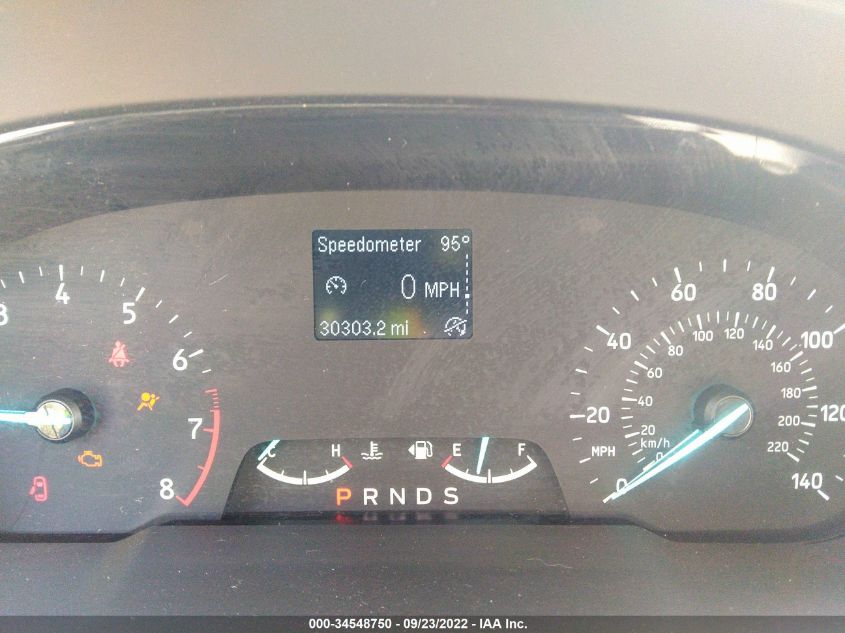 Speedometer 95°
0 MPH
30303.2 mi
3 4 5 6 7 8
C H E F
P R N D S
0 20 40 60 80 100 120 140
MPH
0 20 40 60 80 100 120 140 160 180 200 220
km/h
000-34548750 - 09/23/2022 - IAA Inc.